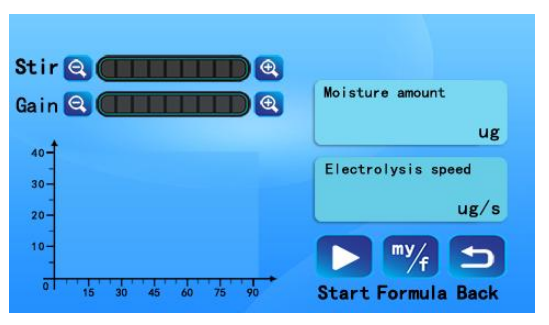 Stir
Gain
Moisture amount
ug
Electrolysis speed
ug/s
40
30
20
10
0 15 30 45 60 75 90
my/f
Start Formula Back